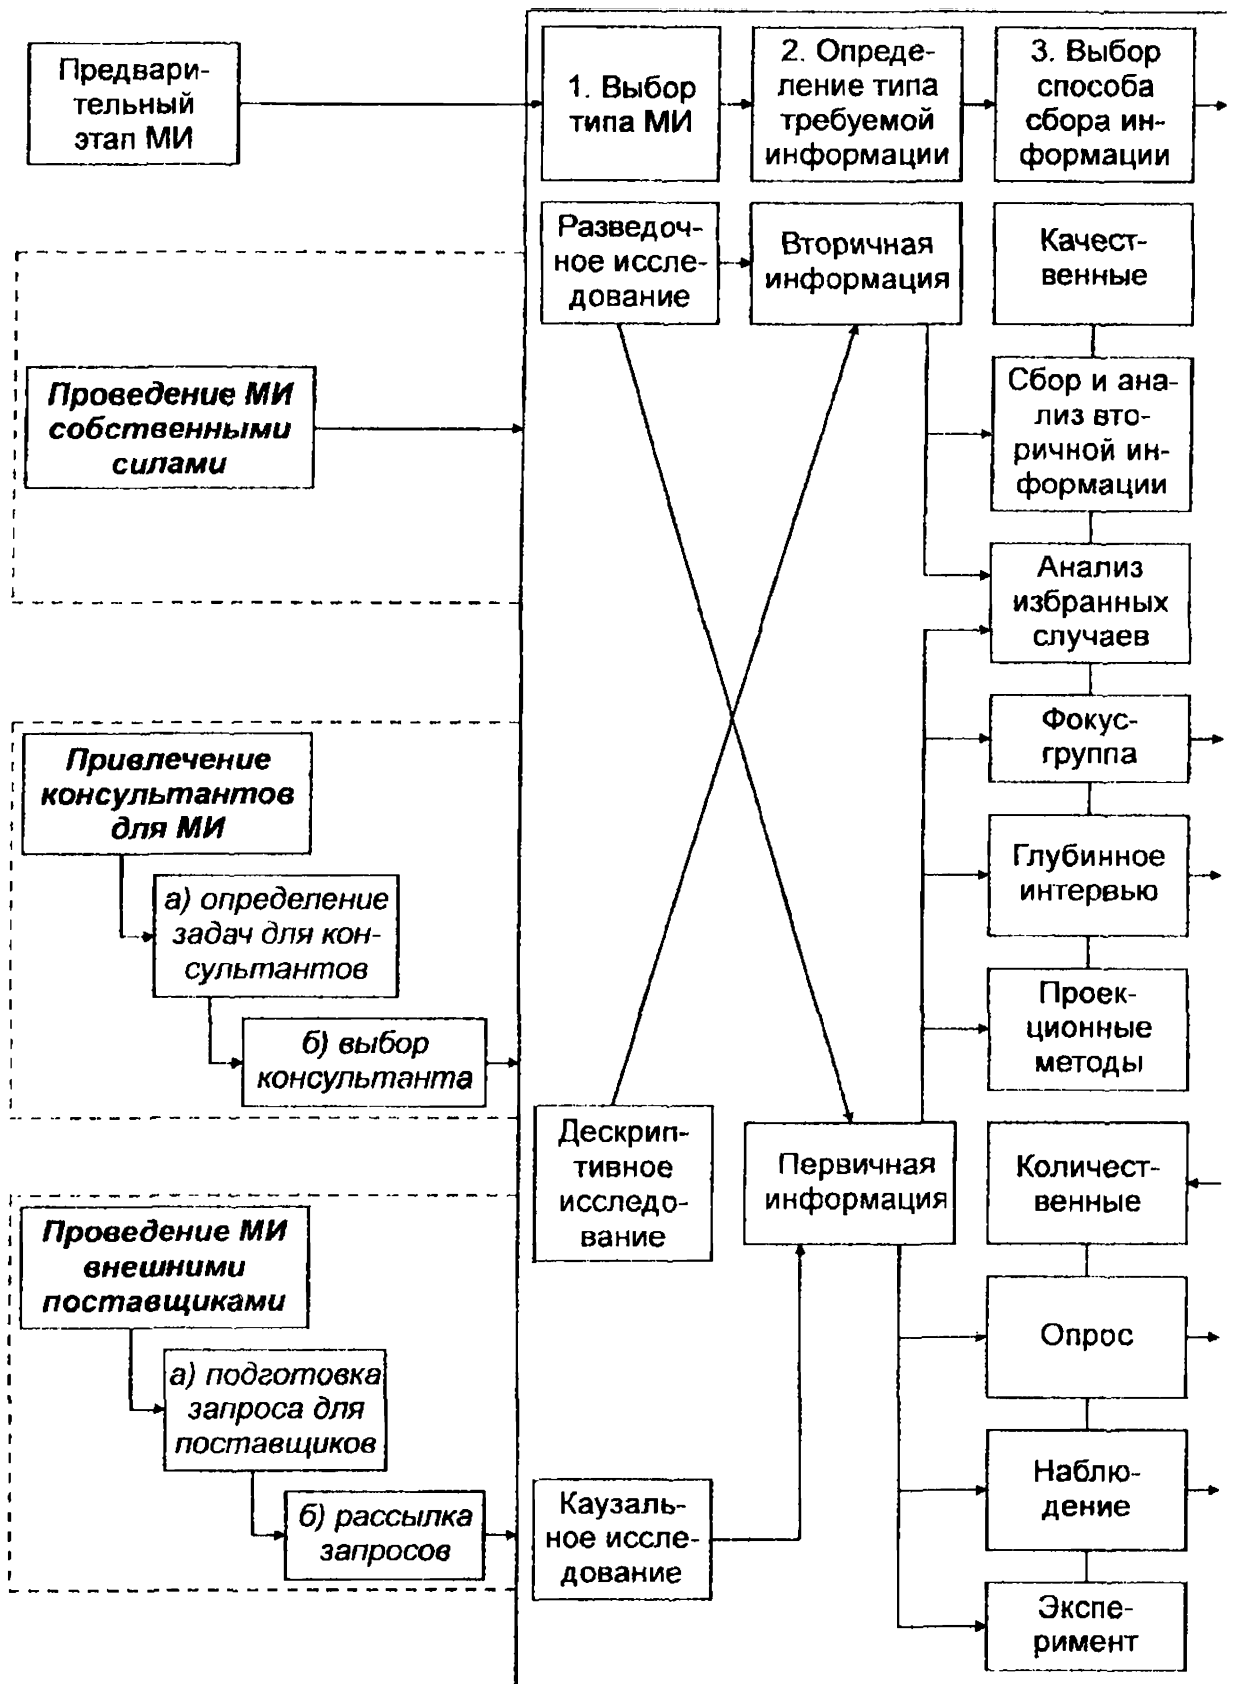 Предвари-
тельный
этап МИ
1. Выбор
типа МИ
2. Опреде-
ление типа
требуемой
информации
3. Выбор
способа
сбора ин-
формации
Разведоч-
ное иссле-
дование
Вторичная
информация
Качест-
венные
Проведение МИ
собственными
силами
Сбор и ана-
лиз вто-
ричной ин-
формации
Анализ
избранных
случаев
Фокус-
группа
Привлечение
консультантов
для МИ
а) определение
задач для кон-
сультантов
б) выбор
консультанта
Глубинное
интервью
Проек-
ционные
методы
Дескрип-
тивное
исследо-
вание
Первичная
информация
Количест-
венные
Проведение МИ
внешними
поставщиками
а) подготовка
запроса для
поставщиков
б) рассылка
запросов
Опрос
Каузаль-
ное иссле-
дование
Наблю-
дение
Экспе-
римент